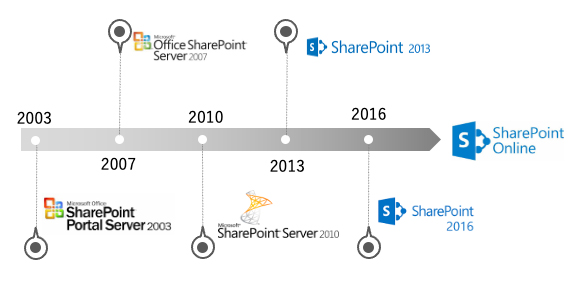 Microsoft
Office SharePoint
Server 2007
SharePoint 2013
2003
2010
2016
SharePoint
Online
2007
2013
Microsoft Office
SharePoint
Portal Server 2003
Microsoft
SharePoint Server 2010
SharePoint
2016